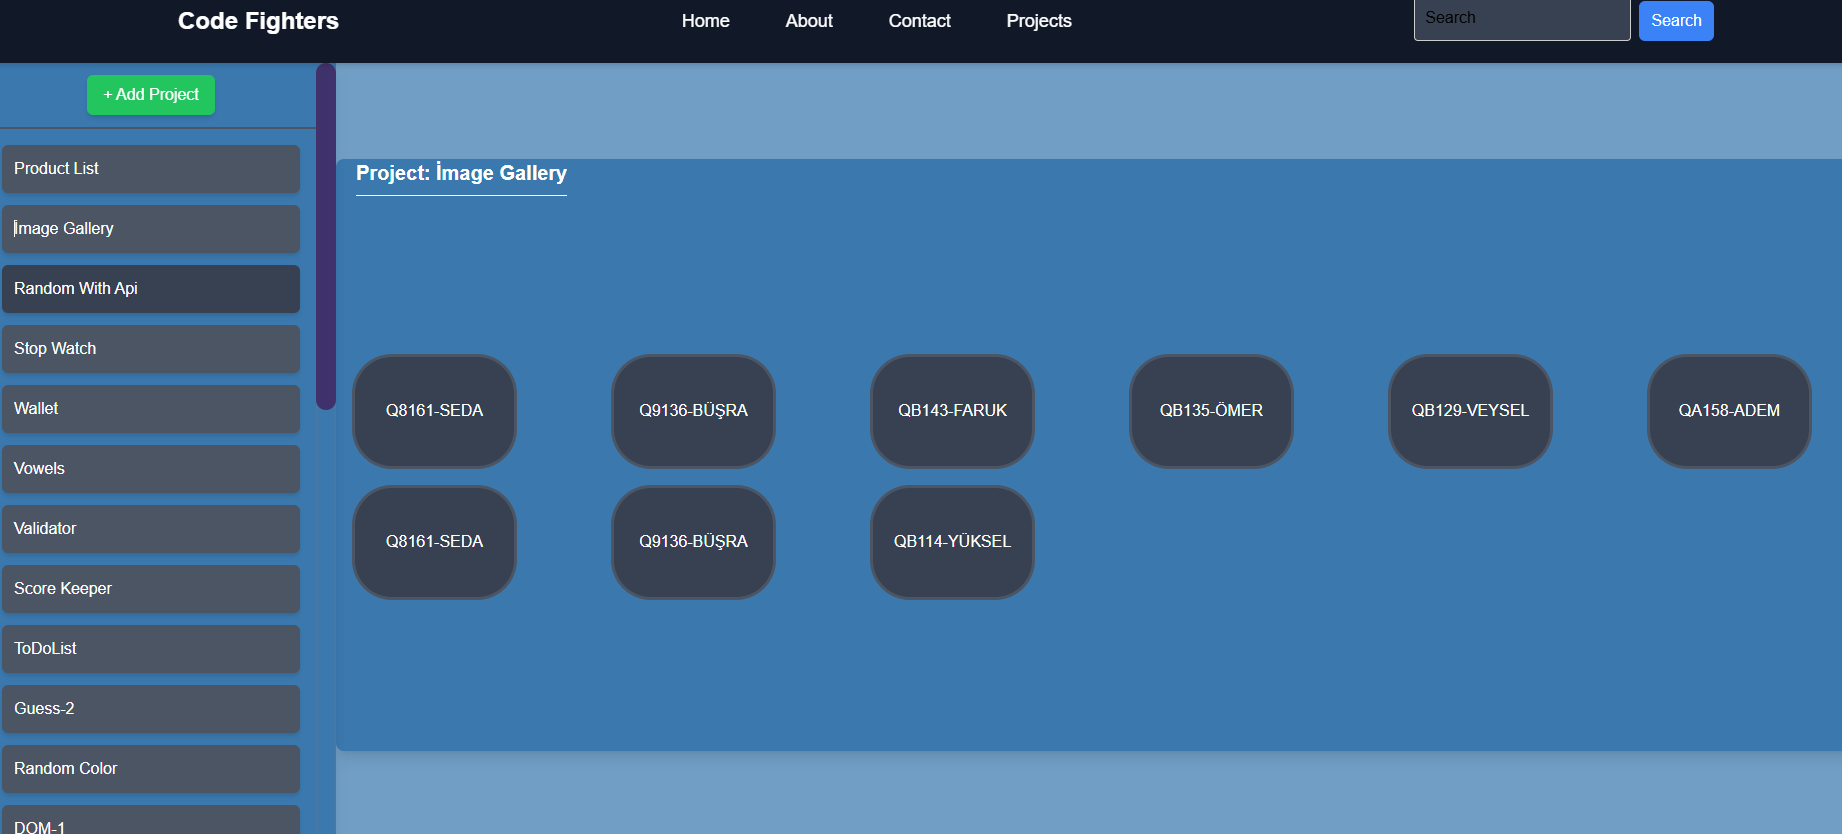 Code Fighters
Home
About
Contact
Projects
Search
Search
+ Add Project
Product List
İmage Gallery
Random With Api
Stop Watch
Wallet
Vowels
Validator
Score Keeper
ToDoList
Guess-2
Random Color
DOM-1
Project: İmage Gallery
Q8161-SEDA
Q9136-BÜŞRA
QB143-FARUK
QB135-ÖMER
QB129-VEYSEL
QA158-ADEM
Q8161-SEDA
Q9136-BÜŞRA
QB114-YÜKSEL